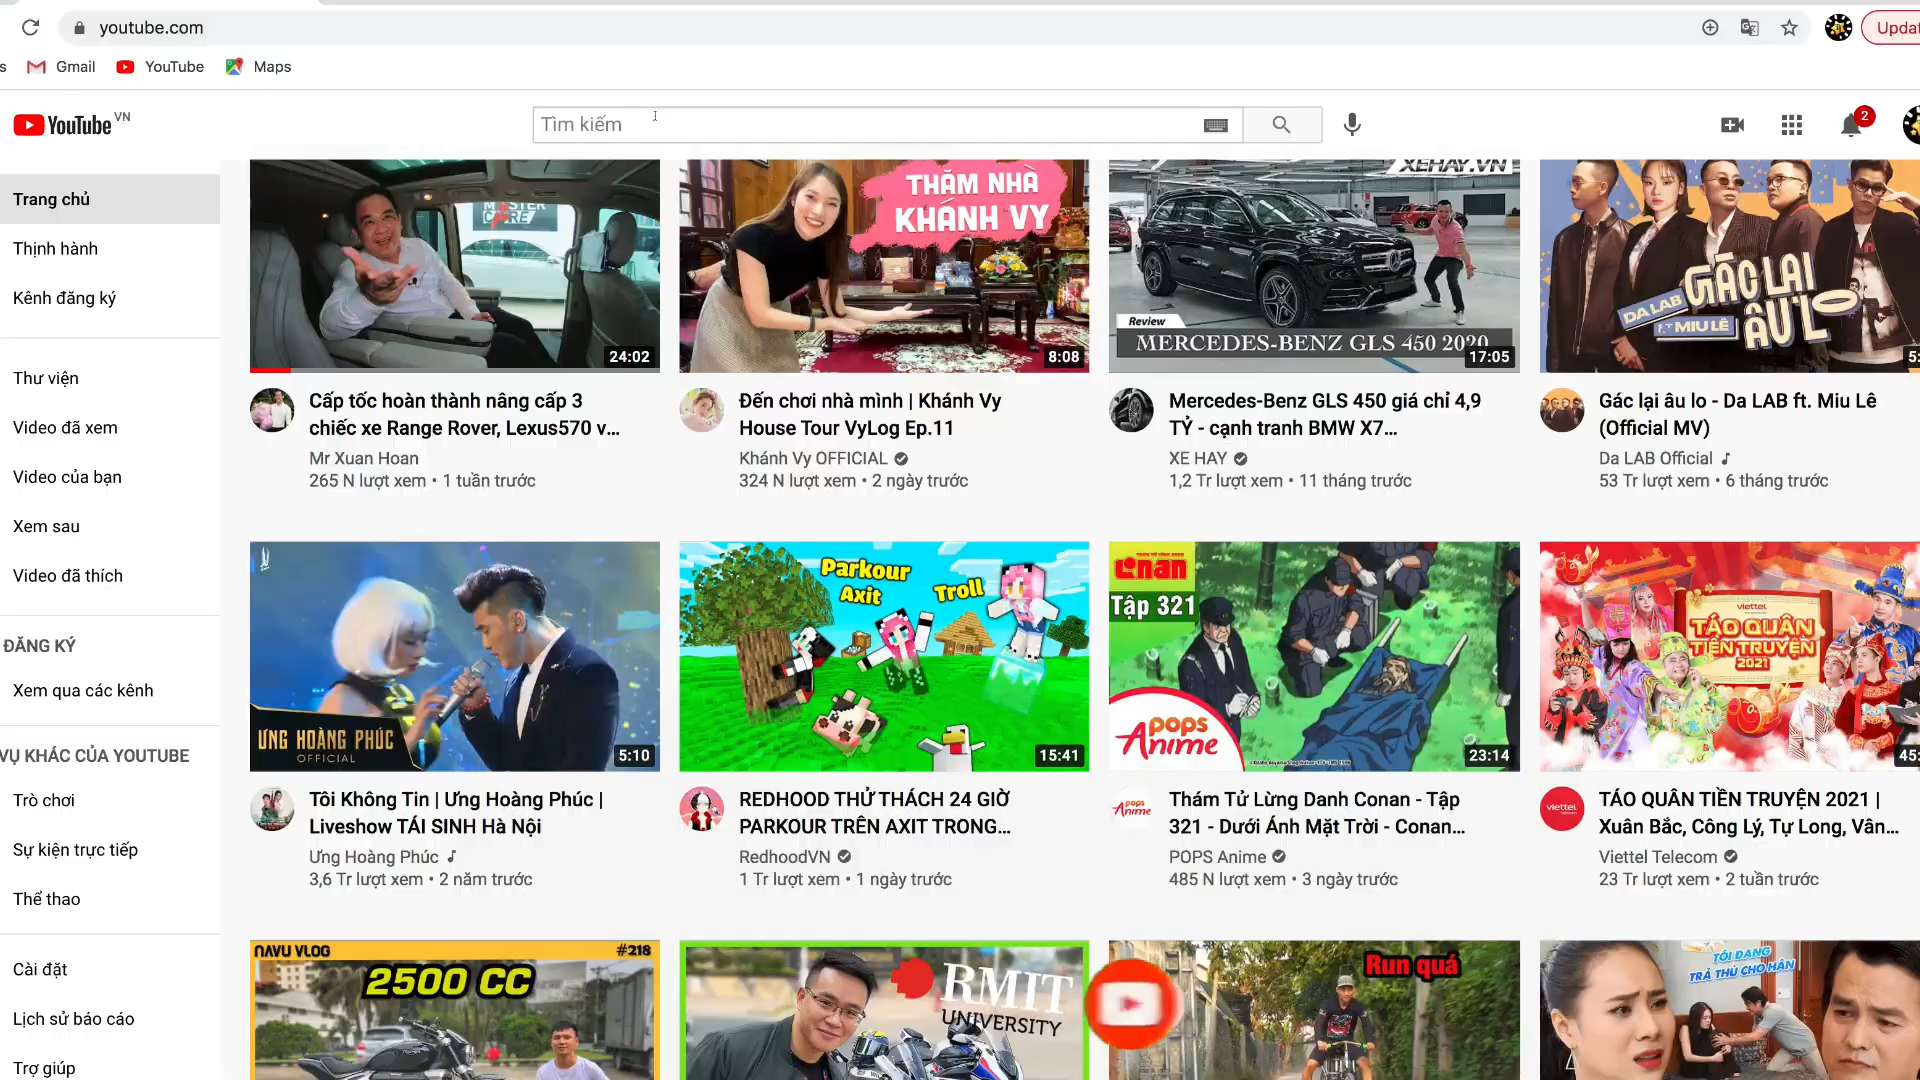 youtube.com
Updat
s
Gmail
YouTube
Maps
YouTube VN
Tìm kiếm
2
Trang chủ
Thịnh hành
Kênh đăng ký
Thư viện
Video đã xem
Video của bạn
Xem sau
Video đã thích
ĐĂNG KÝ
Xem qua các kênh
VỤ KHÁC CỦA YOUTUBE
Trò chơi
Sự kiện trực tiếp
Thể thao
Cài đặt
Lịch sử báo cáo
Trợ giúp
MASTER
CARE
24:02
Cấp tốc hoàn thành nâng cấp 3
chiếc xe Range Rover, Lexus570 v...
Mr Xuan Hoan
265 N lượt xem • 1 tuần trước
THĂM NHÀ
KHÁNH VY
8:08
Đến chơi nhà mình | Khánh Vy
House Tour VyLog Ep.11
Khánh Vy OFFICIAL
324 N lượt xem • 2 ngày trước
XEHAY.VN
Review
MERCEDES-BENZ GLS 450 2020
17:05
Mercedes-Benz GLS 450 giá chỉ 4,9
TỶ - cạnh tranh BMW X7...
XE HAY
1,2 Tr lượt xem • 11 tháng trước
GÁC LẠI
ÂU LO
DA LAB
FT. MIU LÊ
5:
Gác lại âu lo - Da LAB ft. Miu Lê
(Official MV)
Da LAB Official
53 Tr lượt xem • 6 tháng trước
ƯNG HOÀNG PHÚC
OFFICIAL
5:10
Tôi Không Tin | Ưng Hoàng Phúc |
Liveshow TÁI SINH Hà Nội
Ưng Hoàng Phúc
3,6 Tr lượt xem • 2 năm trước
Parkour
Axit
Troll
15:41
REDHOOD THỬ THÁCH 24 GIỜ
PARKOUR TRÊN AXIT TRONG...
RedhoodVN
1 Tr lượt xem • 1 ngày trước
Conan
Tập 321
POPS
Anime
23:14
pops
Anime
Thám Tử Lừng Danh Conan - Tập
321 - Dưới Ánh Mặt Trời - Conan...
POPS Anime
485 N lượt xem • 3 ngày trước
viettel
TÁO QUÂN
TIỀN TRUYỆN
2021
45:
viettel
TÁO QUÂN TIỀN TRUYỆN 2021 |
Xuân Bắc, Công Lý, Tự Long, Vân...
Viettel Telecom
23 Tr lượt xem • 2 tuần trước
NAVU VLOG
#218
2500 CC
RMIT
UNIVERSITY
Run quá
TÔI ĐANG
TRẢ THÙ CHO HÂN